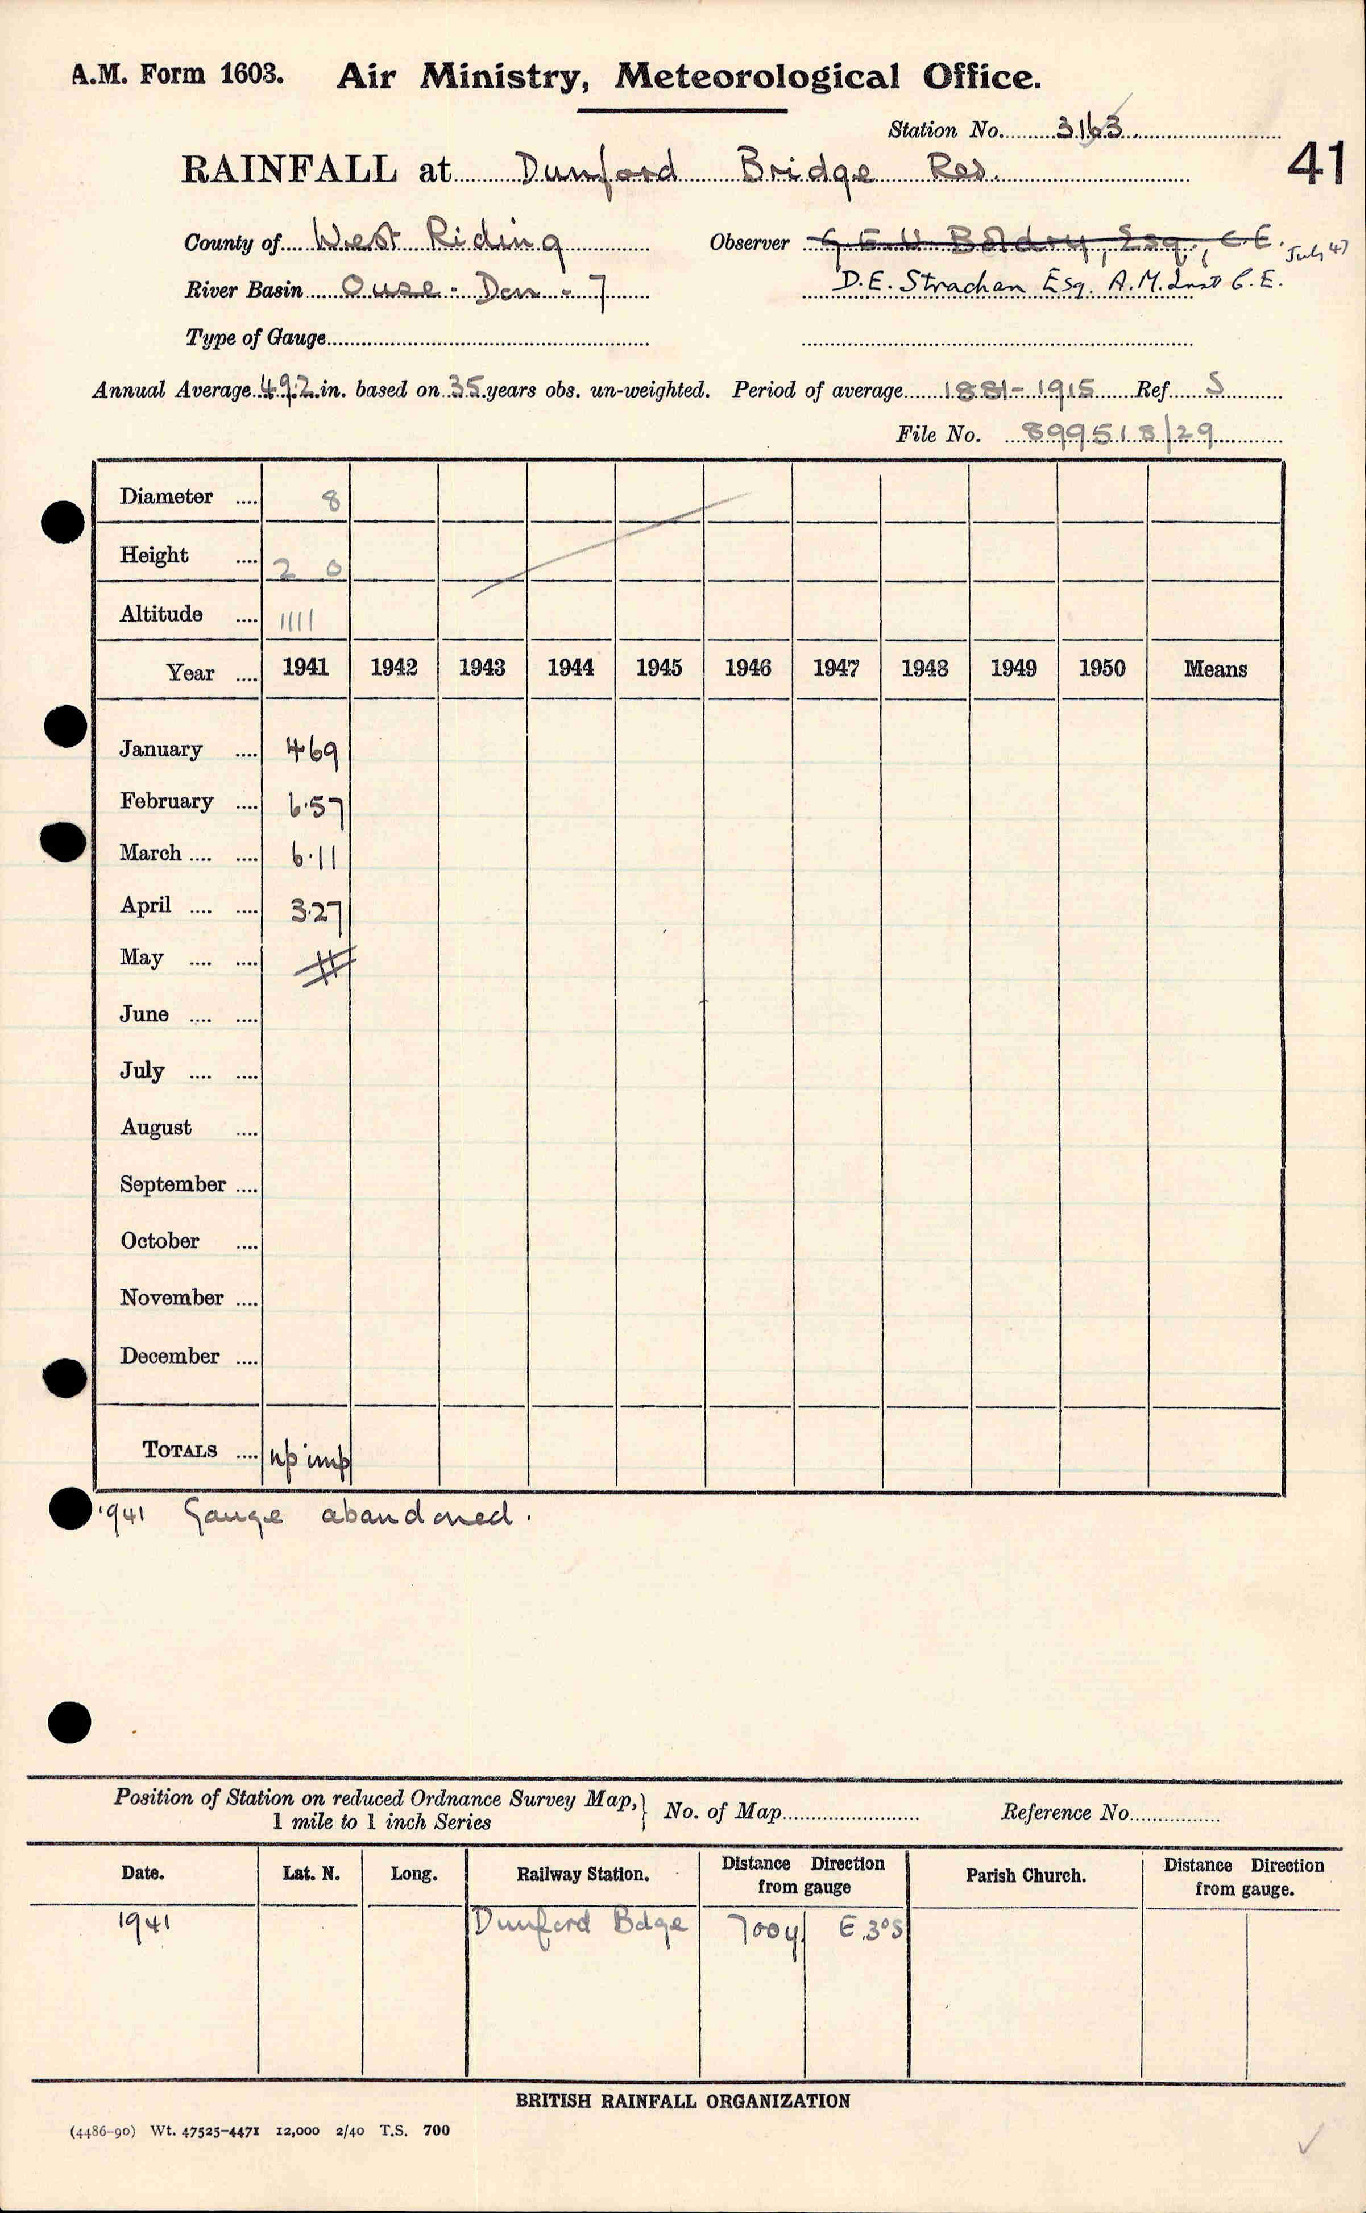 A.M. Form 1603. Air Ministry, Meteorological Office.
Station No. 3163.
41
RAINFALL at Dunford Bridge Res.
County of West Riding Observer G. E. U. Boldry, Esq., C.E. July 47
River Basin Ouse - Don - 7 D.E. Strachan Esq. A.M. Inst C.E.
Type of Gauge
Annual Average 49.2 in. based on 35 years obs. un-weighted. Period of average 1881-1915 Ref. S
File No. 899518/29
Diameter .... 8
Height .... 2 0
Altitude .... 1111
Year .... 1941 1942 1943 1944 1945 1946 1947 1948 1949 1950 Means
January .... 4.69
February .... 6.57
March .... .... 6.11
April .... .... 3.27
May .... ....
June .... ....
July .... ....
August ....
September ....
October ....
November ....
December ....
TOTALS .... np imp
1941 Gauge abandoned.
Position of Station on reduced Ordnance Survey Map, 1 mile to 1 inch Series } No. of Map Reference No.
Date. Lat. N. Long. Railway Station. Distance Direction from gauge Parish Church. Distance Direction from gauge.
1941 Dunford Bdge 700y E.3°S
BRITISH RAINFALL ORGANIZATION
(4486-90) Wt. 47525-4471 12,000 2/40 T.S. 700